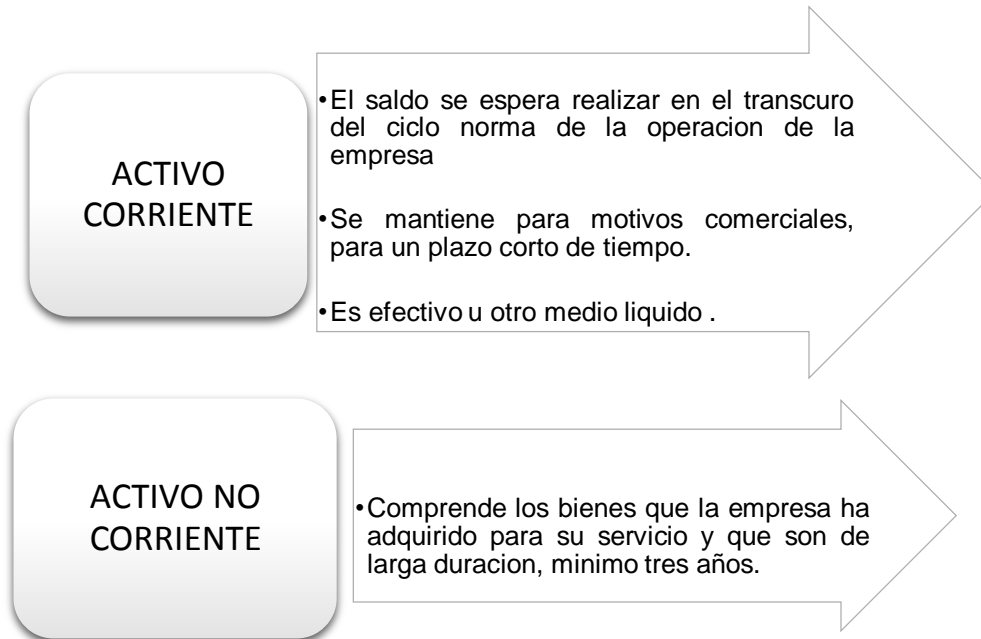 ACTIVO
CORRIENTE
•El saldo se espera realizar en el transcuro
del ciclo norma de la operacion de la
empresa
•Se mantiene para motivos comerciales,
para un plazo corto de tiempo.
•Es efectivo u otro medio liquido .
ACTIVO NO
CORRIENTE
•Comprende los bienes que la empresa ha
adquirido para su servicio y que son de
larga duracion, minimo tres años.